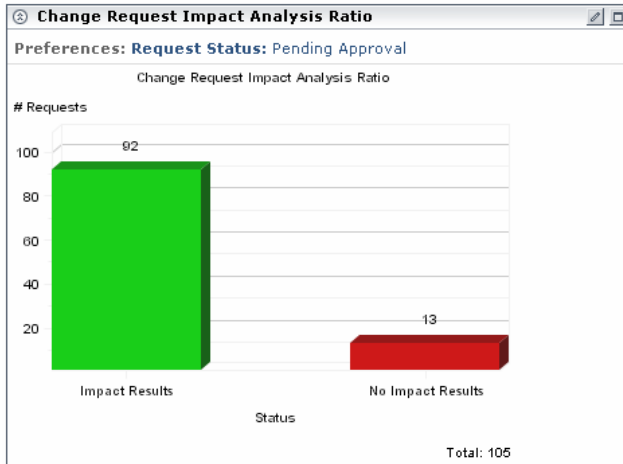 Change Request Impact Analysis Ratio
Preferences: Request Status: Pending Approval
Change Request Impact Analysis Ratio
# Requests
100
80
60
40
20
92
13
Impact Results
No Impact Results
Status
Total: 105